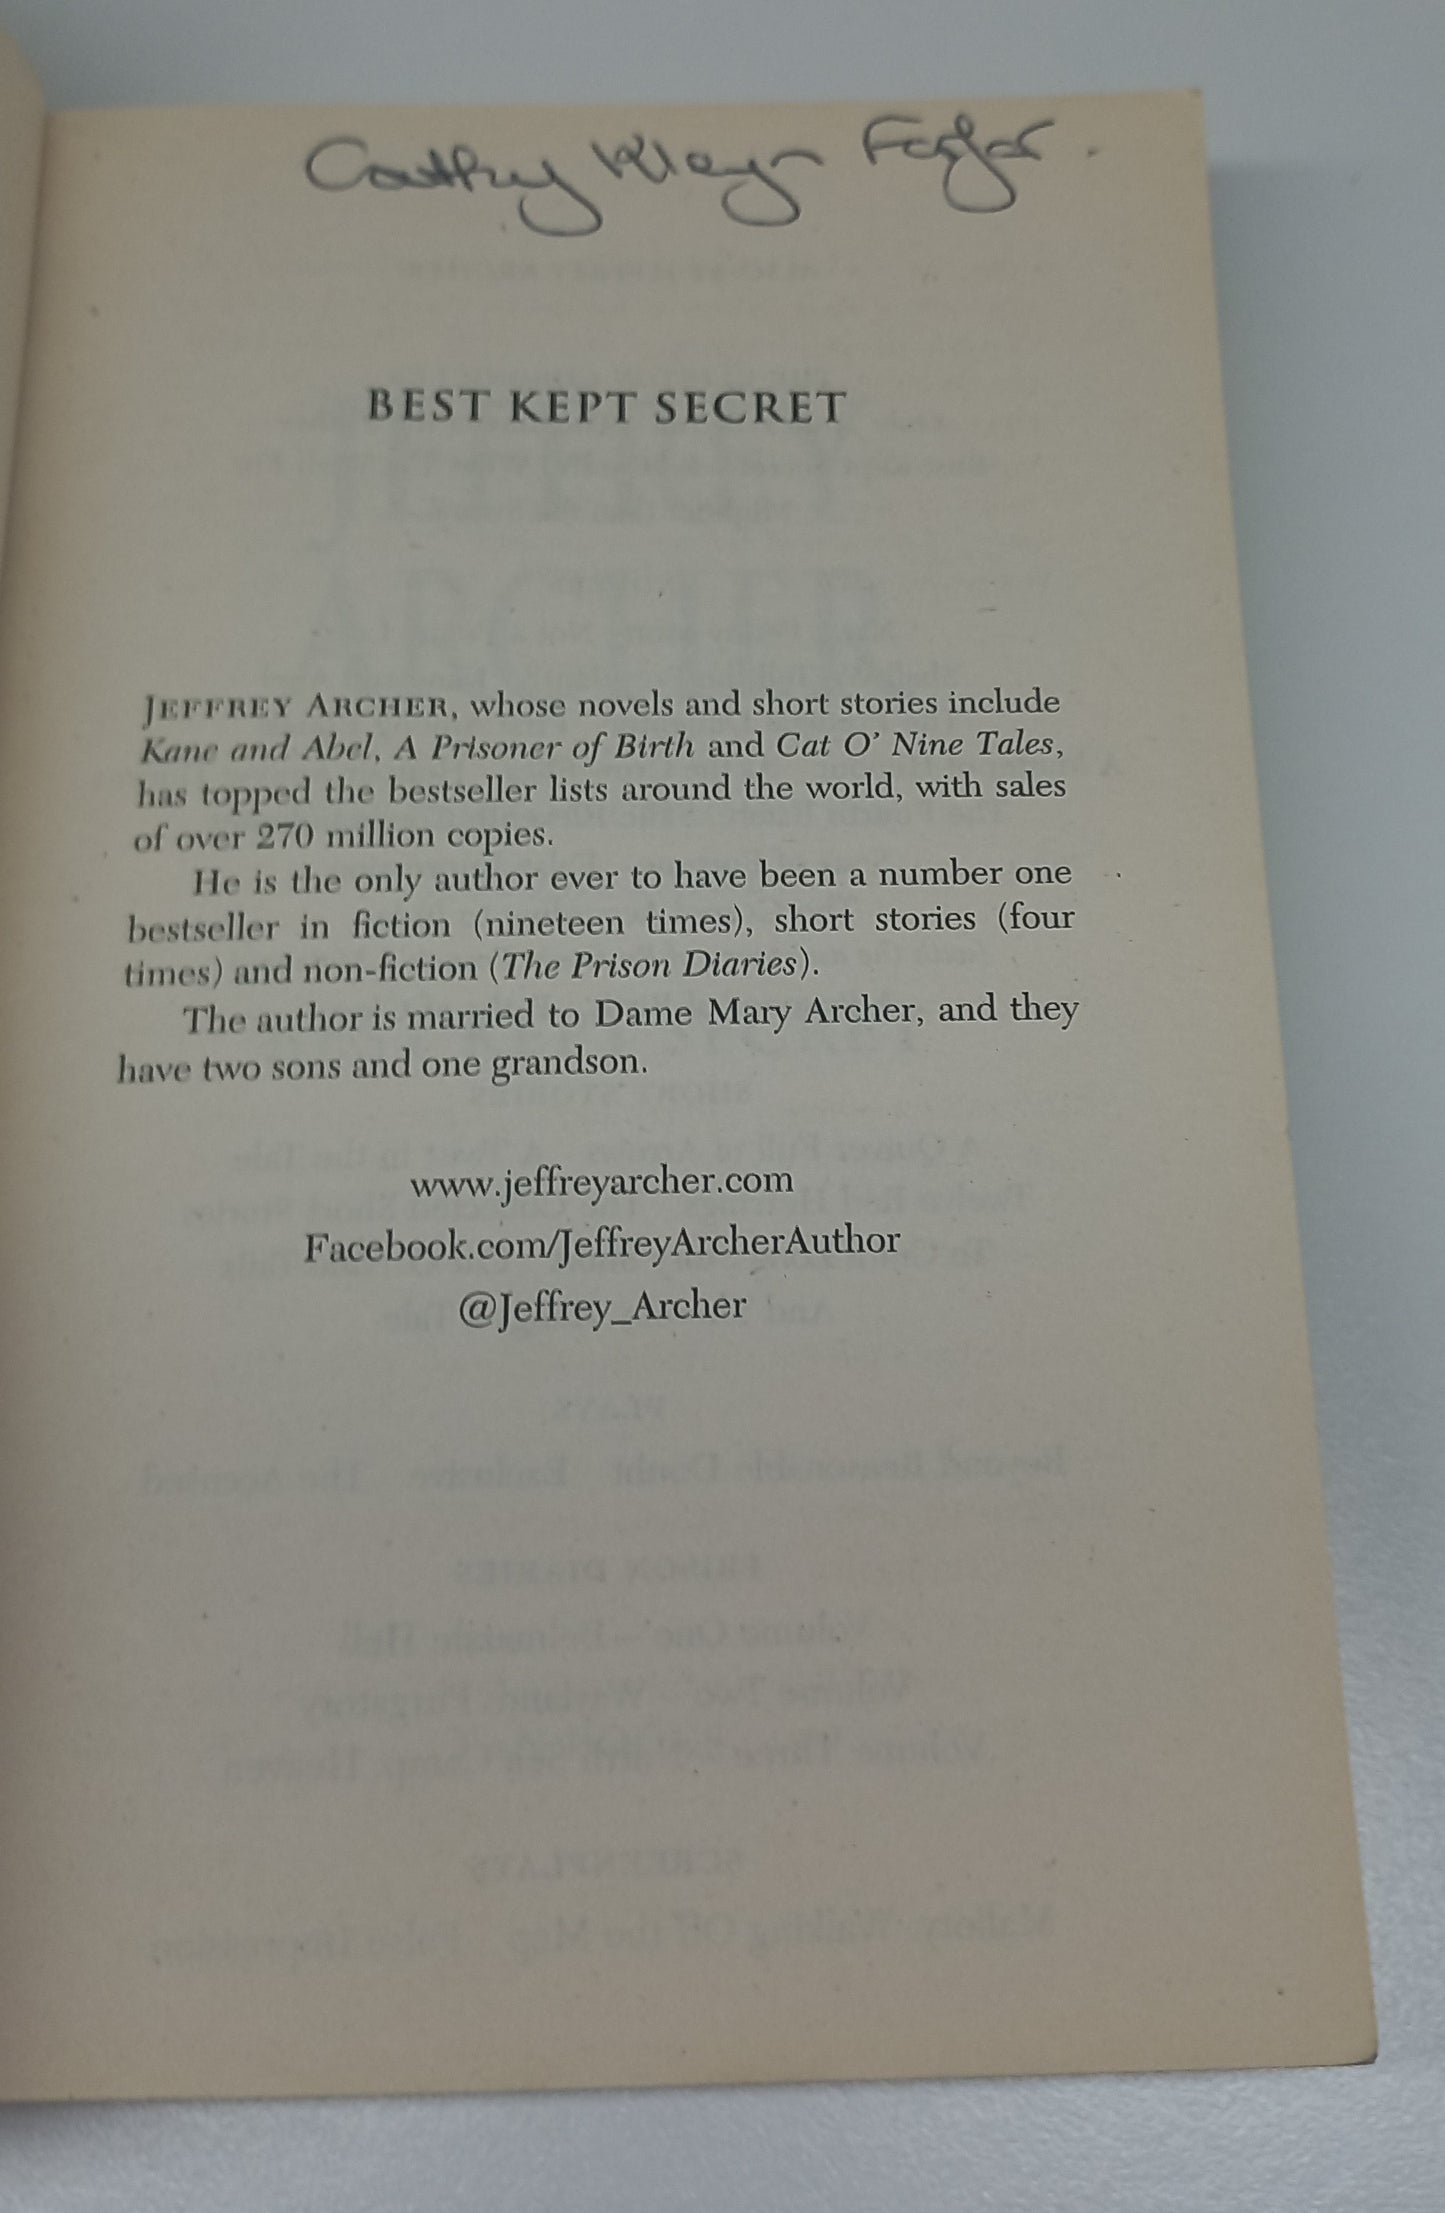 Cathy Kleyn
BEST KEPT SECRET
JEFFREY ARCHER, whose novels and short stories include
Kane and Abel, A Prisoner of Birth and Cat O’ Nine Tales,
has topped the bestseller lists around the world, with sales
of over 270 million copies.
He is the only author ever to have been a number one
bestseller in fiction (nineteen times), short stories (four
times) and non-fiction (The Prison Diaries).
The author is married to Dame Mary Archer, and they
have two sons and one grandson.
www.jeffreyarcher.com
Facebook.com/JeffreyArcherAuthor
@Jeffrey_Archer